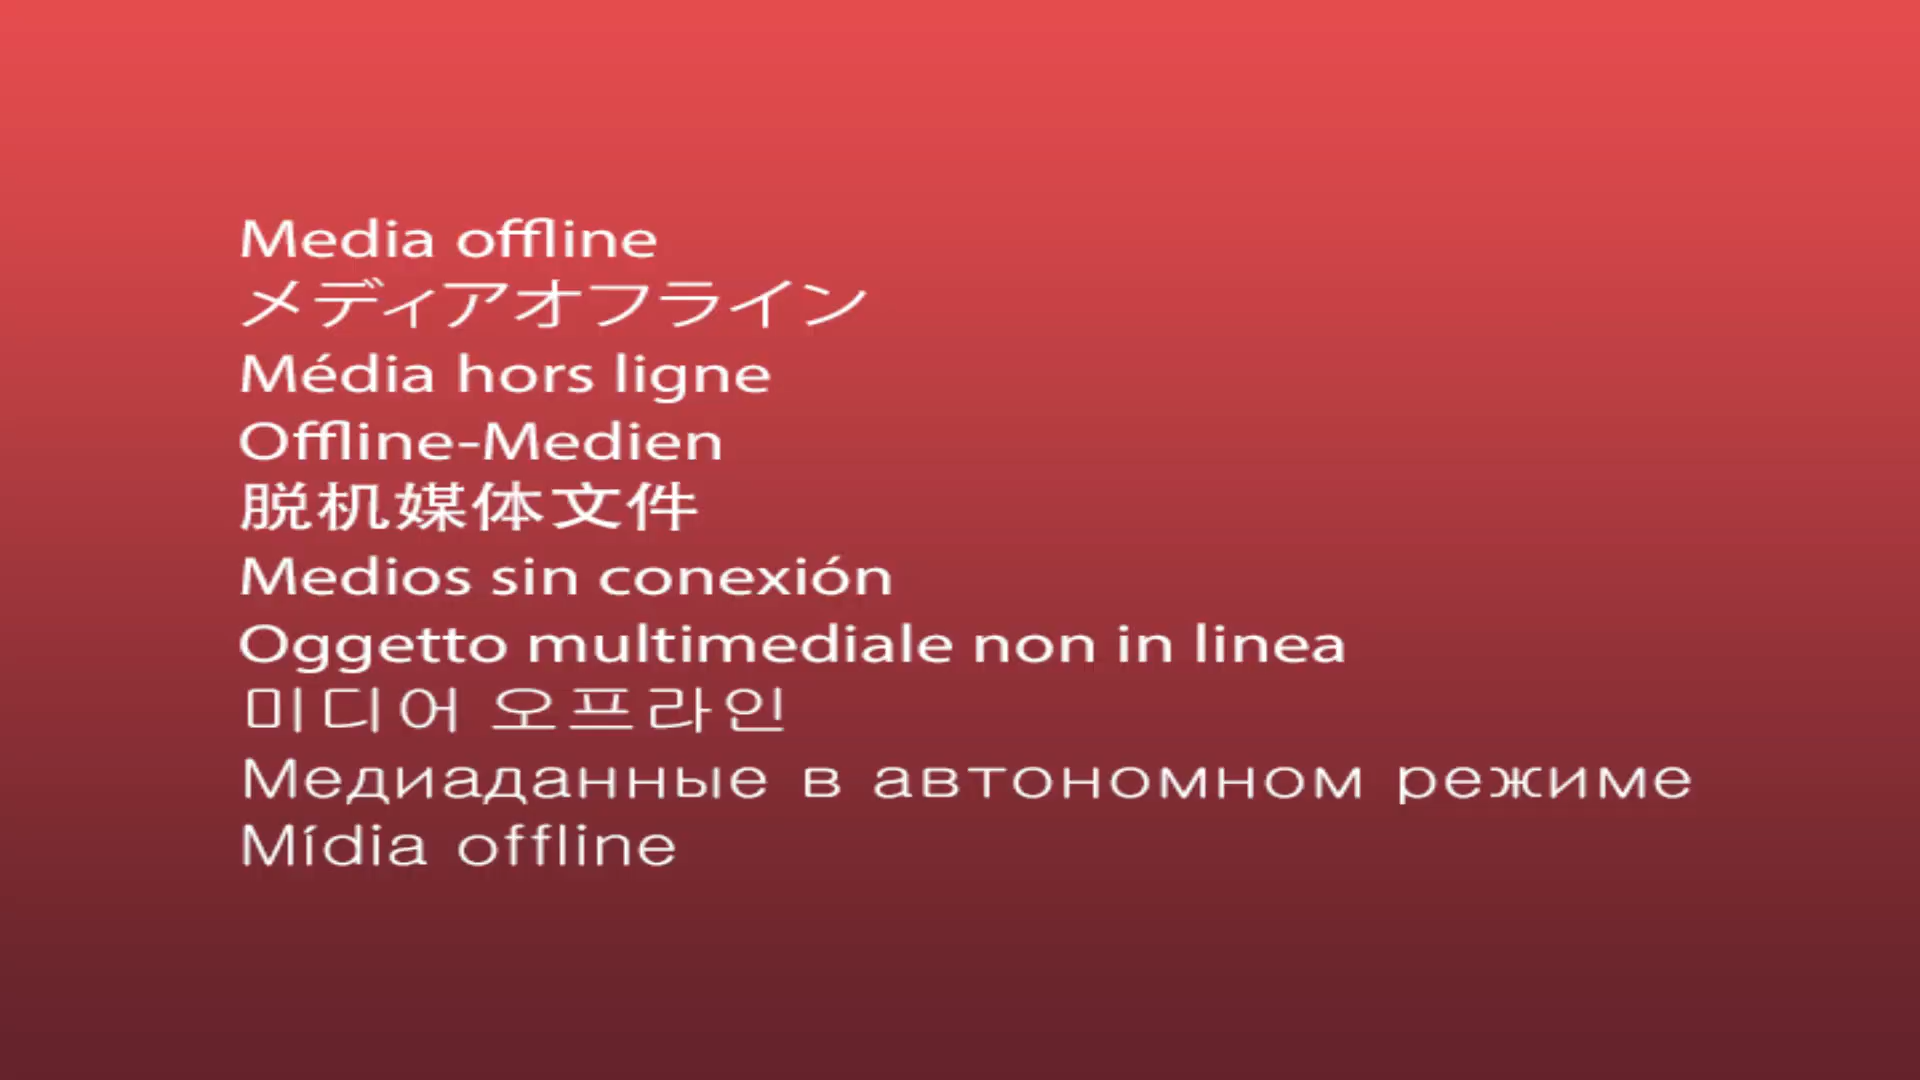 Media offline
メディアオフライン
Média hors ligne
Offline-Medien
脱机媒体文件
Medios sin conexión
Oggetto multimediale non in linea
미디어 오프라인
Медиаданные в автономном режиме
Mídia offline